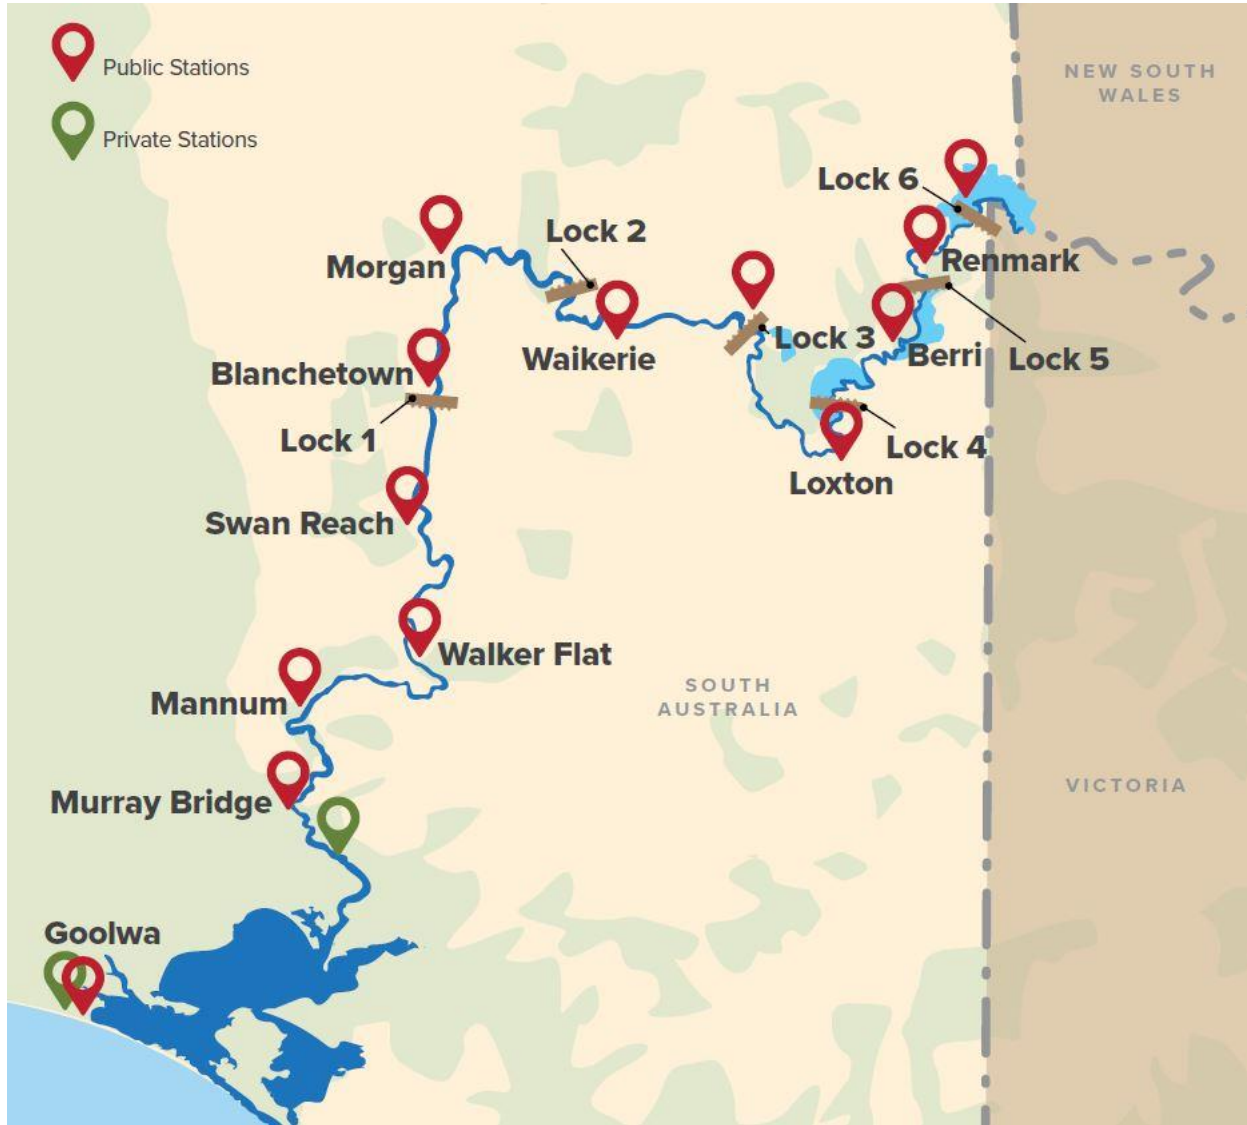 Public Stations
Private Stations
NEW SOUTH
WALES
Lock 6
Lock 2
Morgan
Renmark
Lock 3
Waikerie
Berri
Lock 5
Blanchetown
Lock 1
Lock 4
Loxton
Swan Reach
Walker Flat
SOUTH
AUSTRALIA
Mannum
VICTORIA
Murray Bridge
Goolwa